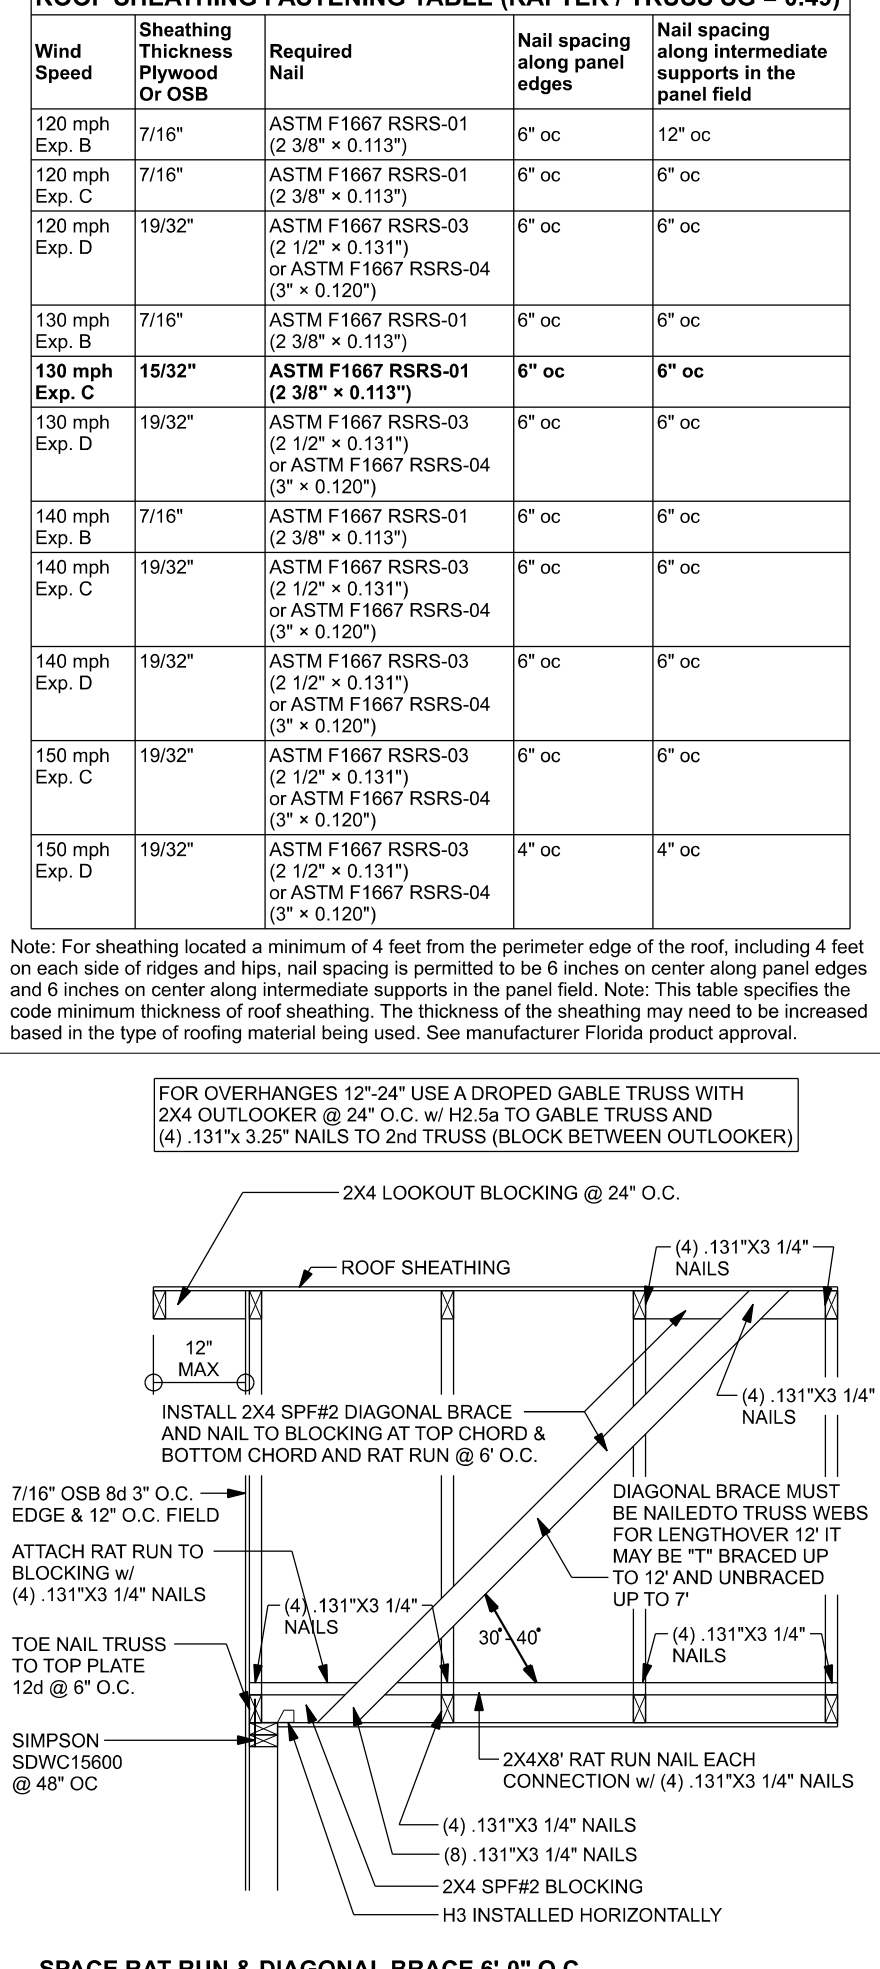 ROOF SHEATHING FASTENING TABLE (RAFTER / TRUSS SG = 0.49)
Wind Speed | Sheathing Thickness Plywood Or OSB | Required Nail | Nail spacing along panel edges | Nail spacing along intermediate supports in the panel field
120 mph Exp. B | 7/16" | ASTM F1667 RSRS-01 (2 3/8" × 0.113") | 6" oc | 12" oc
120 mph Exp. C | 7/16" | ASTM F1667 RSRS-01 (2 3/8" × 0.113") | 6" oc | 6" oc
120 mph Exp. D | 19/32" | ASTM F1667 RSRS-03 (2 1/2" × 0.131") or ASTM F1667 RSRS-04 (3" × 0.120") | 6" oc | 6" oc
130 mph Exp. B | 7/16" | ASTM F1667 RSRS-01 (2 3/8" × 0.113") | 6" oc | 6" oc
130 mph Exp. C | 15/32" | ASTM F1667 RSRS-01 (2 3/8" × 0.113") | 6" oc | 6" oc
130 mph Exp. D | 19/32" | ASTM F1667 RSRS-03 (2 1/2" × 0.131") or ASTM F1667 RSRS-04 (3" × 0.120") | 6" oc | 6" oc
140 mph Exp. B | 7/16" | ASTM F1667 RSRS-01 (2 3/8" × 0.113") | 6" oc | 6" oc
140 mph Exp. C | 19/32" | ASTM F1667 RSRS-03 (2 1/2" × 0.131") or ASTM F1667 RSRS-04 (3" × 0.120") | 6" oc | 6" oc
140 mph Exp. D | 19/32" | ASTM F1667 RSRS-03 (2 1/2" × 0.131") or ASTM F1667 RSRS-04 (3" × 0.120") | 6" oc | 6" oc
150 mph Exp. C | 19/32" | ASTM F1667 RSRS-03 (2 1/2" × 0.131") or ASTM F1667 RSRS-04 (3" × 0.120") | 6" oc | 6" oc
150 mph Exp. D | 19/32" | ASTM F1667 RSRS-03 (2 1/2" × 0.131") or ASTM F1667 RSRS-04 (3" × 0.120") | 4" oc | 4" oc
Note: For sheathing located a minimum of 4 feet from the perimeter edge of the roof, including 4 feet
on each side of ridges and hips, nail spacing is permitted to be 6 inches on center along panel edges
and 6 inches on center along intermediate supports in the panel field. Note: This table specifies the
code minimum thickness of roof sheathing. The thickness of the sheathing may need to be increased
based in the type of roofing material being used. See manufacturer Florida product approval.
FOR OVERHANGES 12"-24" USE A DROPED GABLE TRUSS WITH
2X4 OUTLOOKER @ 24" O.C. w/ H2.5a TO GABLE TRUSS AND
(4) .131"x 3.25" NAILS TO 2nd TRUSS (BLOCK BETWEEN OUTLOOKER)
2X4 LOOKOUT BLOCKING @ 24" O.C.
(4) .131"X3 1/4"
NAILS
ROOF SHEATHING
12"
MAX
(4) .131"X3 1/4"
NAILS
INSTALL 2X4 SPF#2 DIAGONAL BRACE
AND NAIL TO BLOCKING AT TOP CHORD &
BOTTOM CHORD AND RAT RUN @ 6' O.C.
7/16" OSB 8d 3" O.C.
EDGE & 12" O.C. FIELD
DIAGONAL BRACE MUST
BE NAILEDTO TRUSS WEBS
FOR LENGTHOVER 12' IT
MAY BE "T" BRACED UP
TO 12' AND UNBRACED
UP TO 7'
ATTACH RAT RUN TO
BLOCKING w/
(4) .131"X3 1/4" NAILS
(4) .131"X3 1/4"
NAILS
30°- 40°
(4) .131"X3 1/4"
NAILS
TOE NAIL TRUSS
TO TOP PLATE
12d @ 6" O.C.
SIMPSON
SDWC15600
@ 48" OC
2X4X8' RAT RUN NAIL EACH
CONNECTION w/ (4) .131"X3 1/4" NAILS
(4) .131"X3 1/4" NAILS
(8) .131"X3 1/4" NAILS
2X4 SPF#2 BLOCKING
H3 INSTALLED HORIZONTALLY
SPACE RAT RUN & DIAGONAL BRACE 6'-0" O.C.